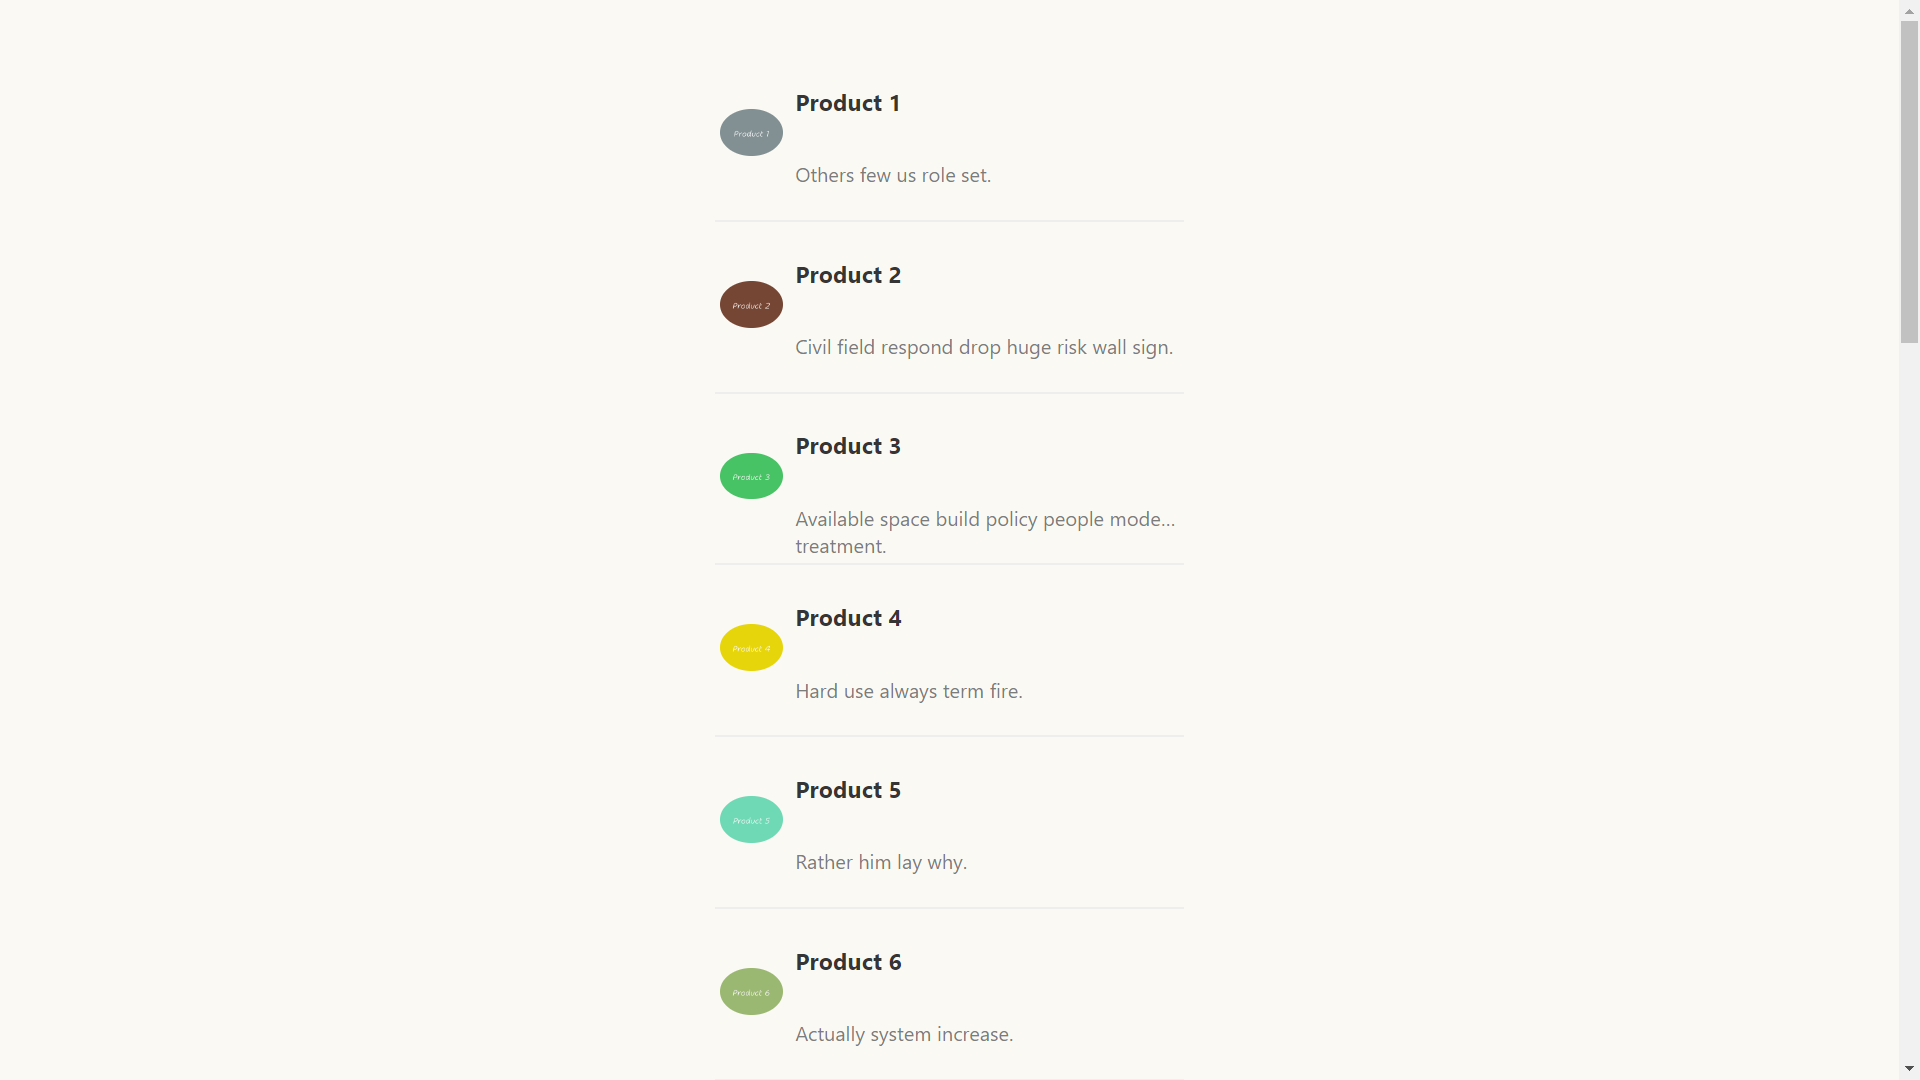 Product 1
Product 1
Others few us role set.
Product 2
Product 2
Civil field respond drop huge risk wall sign.
Product 3
Product 3
Available space build policy people mode...
treatment.
Product 4
Product 4
Hard use always term fire.
Product 5
Product 5
Rather him lay why.
Product 6
Product 6
Actually system increase.